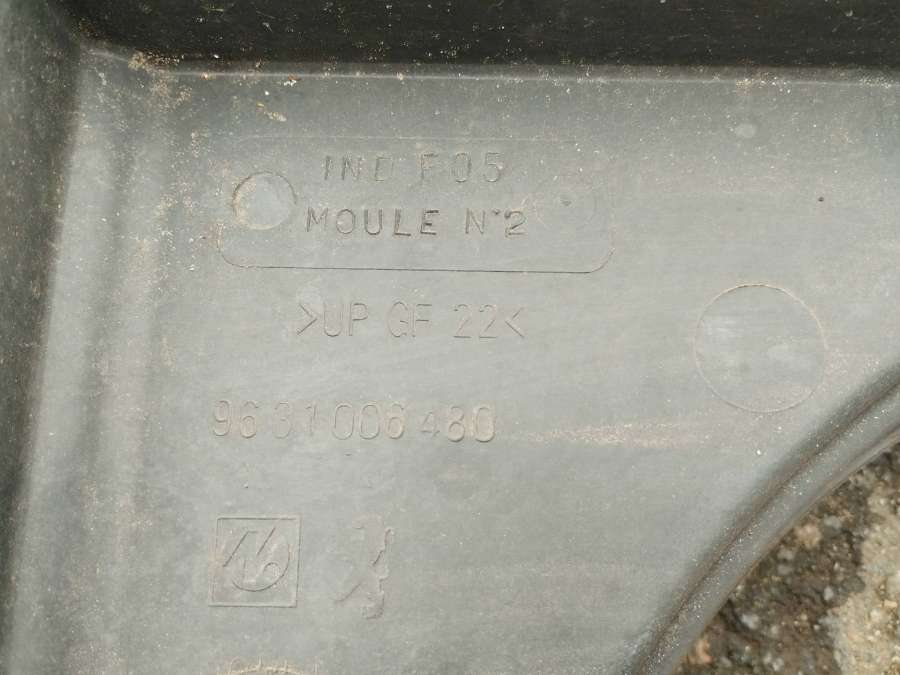 IND F05
MOULE N°2
>UP GF 22<
96 31 006 480